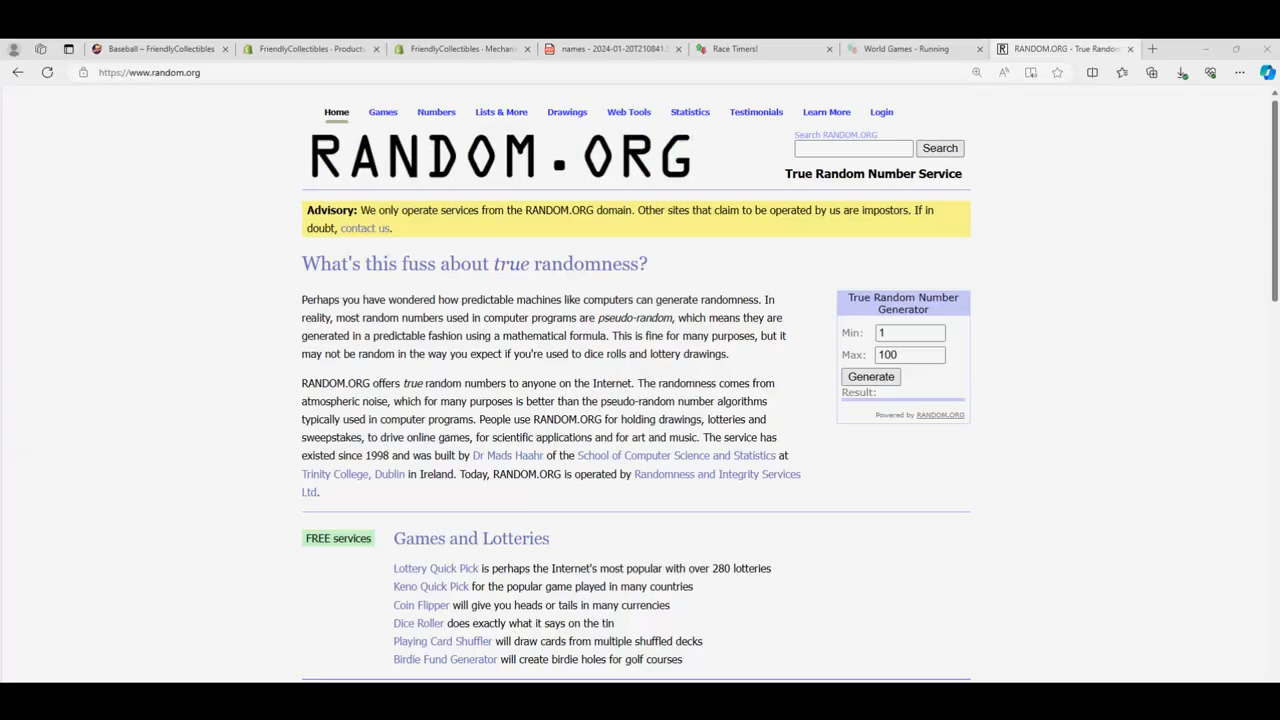 Baseball – FriendlyCollectibles
FriendlyCollectibles - Products
FriendlyCollectibles - Mechan
names - 2024-01-20T210841.
Race Timers!
World Games - Running
RANDOM.ORG - True Random
https://www.random.org
Home Games Numbers Lists & More Drawings Web Tools Statistics Testimonials Learn More Login
RANDOM.ORG
Search RANDOM.ORG
Search
True Random Number Service
Advisory: We only operate services from the RANDOM.ORG domain. Other sites that claim to be operated by us are impostors. If in
doubt, contact us.
What's this fuss about true randomness?
Perhaps you have wondered how predictable machines like computers can generate randomness. In
reality, most random numbers used in computer programs are pseudo-random, which means they are
generated in a predictable fashion using a mathematical formula. This is fine for many purposes, but it
may not be random in the way you expect if you're used to dice rolls and lottery drawings.
RANDOM.ORG offers true random numbers to anyone on the Internet. The randomness comes from
atmospheric noise, which for many purposes is better than the pseudo-random number algorithms
typically used in computer programs. People use RANDOM.ORG for holding drawings, lotteries and
sweepstakes, to drive online games, for scientific applications and for art and music. The service has
existed since 1998 and was built by Dr Mads Haahr of the School of Computer Science and Statistics at
Trinity College, Dublin in Ireland. Today, RANDOM.ORG is operated by Randomness and Integrity Services
Ltd.
True Random Number
Generator
Min: 1
Max: 100
Generate
Result:
Powered by RANDOM.ORG
FREE services
Games and Lotteries
Lottery Quick Pick is perhaps the Internet's most popular with over 280 lotteries
Keno Quick Pick for the popular game played in many countries
Coin Flipper will give you heads or tails in many currencies
Dice Roller does exactly what it says on the tin
Playing Card Shuffler will draw cards from multiple shuffled decks
Birdie Fund Generator will create birdie holes for golf courses